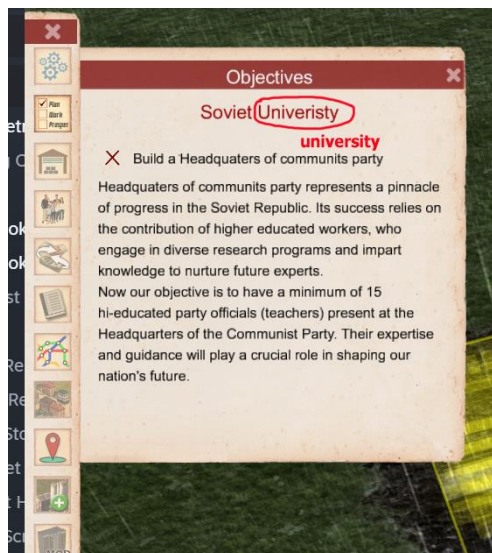 Objectives
Soviet Univeristy
university
Build a Headquaters of communits party
Headquaters of communits party represents a pinnacle
of progress in the Soviet Republic. Its success relies on
the contribution of higher educated workers, who
engage in diverse research programs and impart
knowledge to nurture future experts.
Now our objective is to have a minimum of 15
hi-educated party officials (teachers) present at the
Headquarters of the Communist Party. Their expertise
and guidance will play a crucial role in shaping our
nation's future.
Plan
Work
Prosper